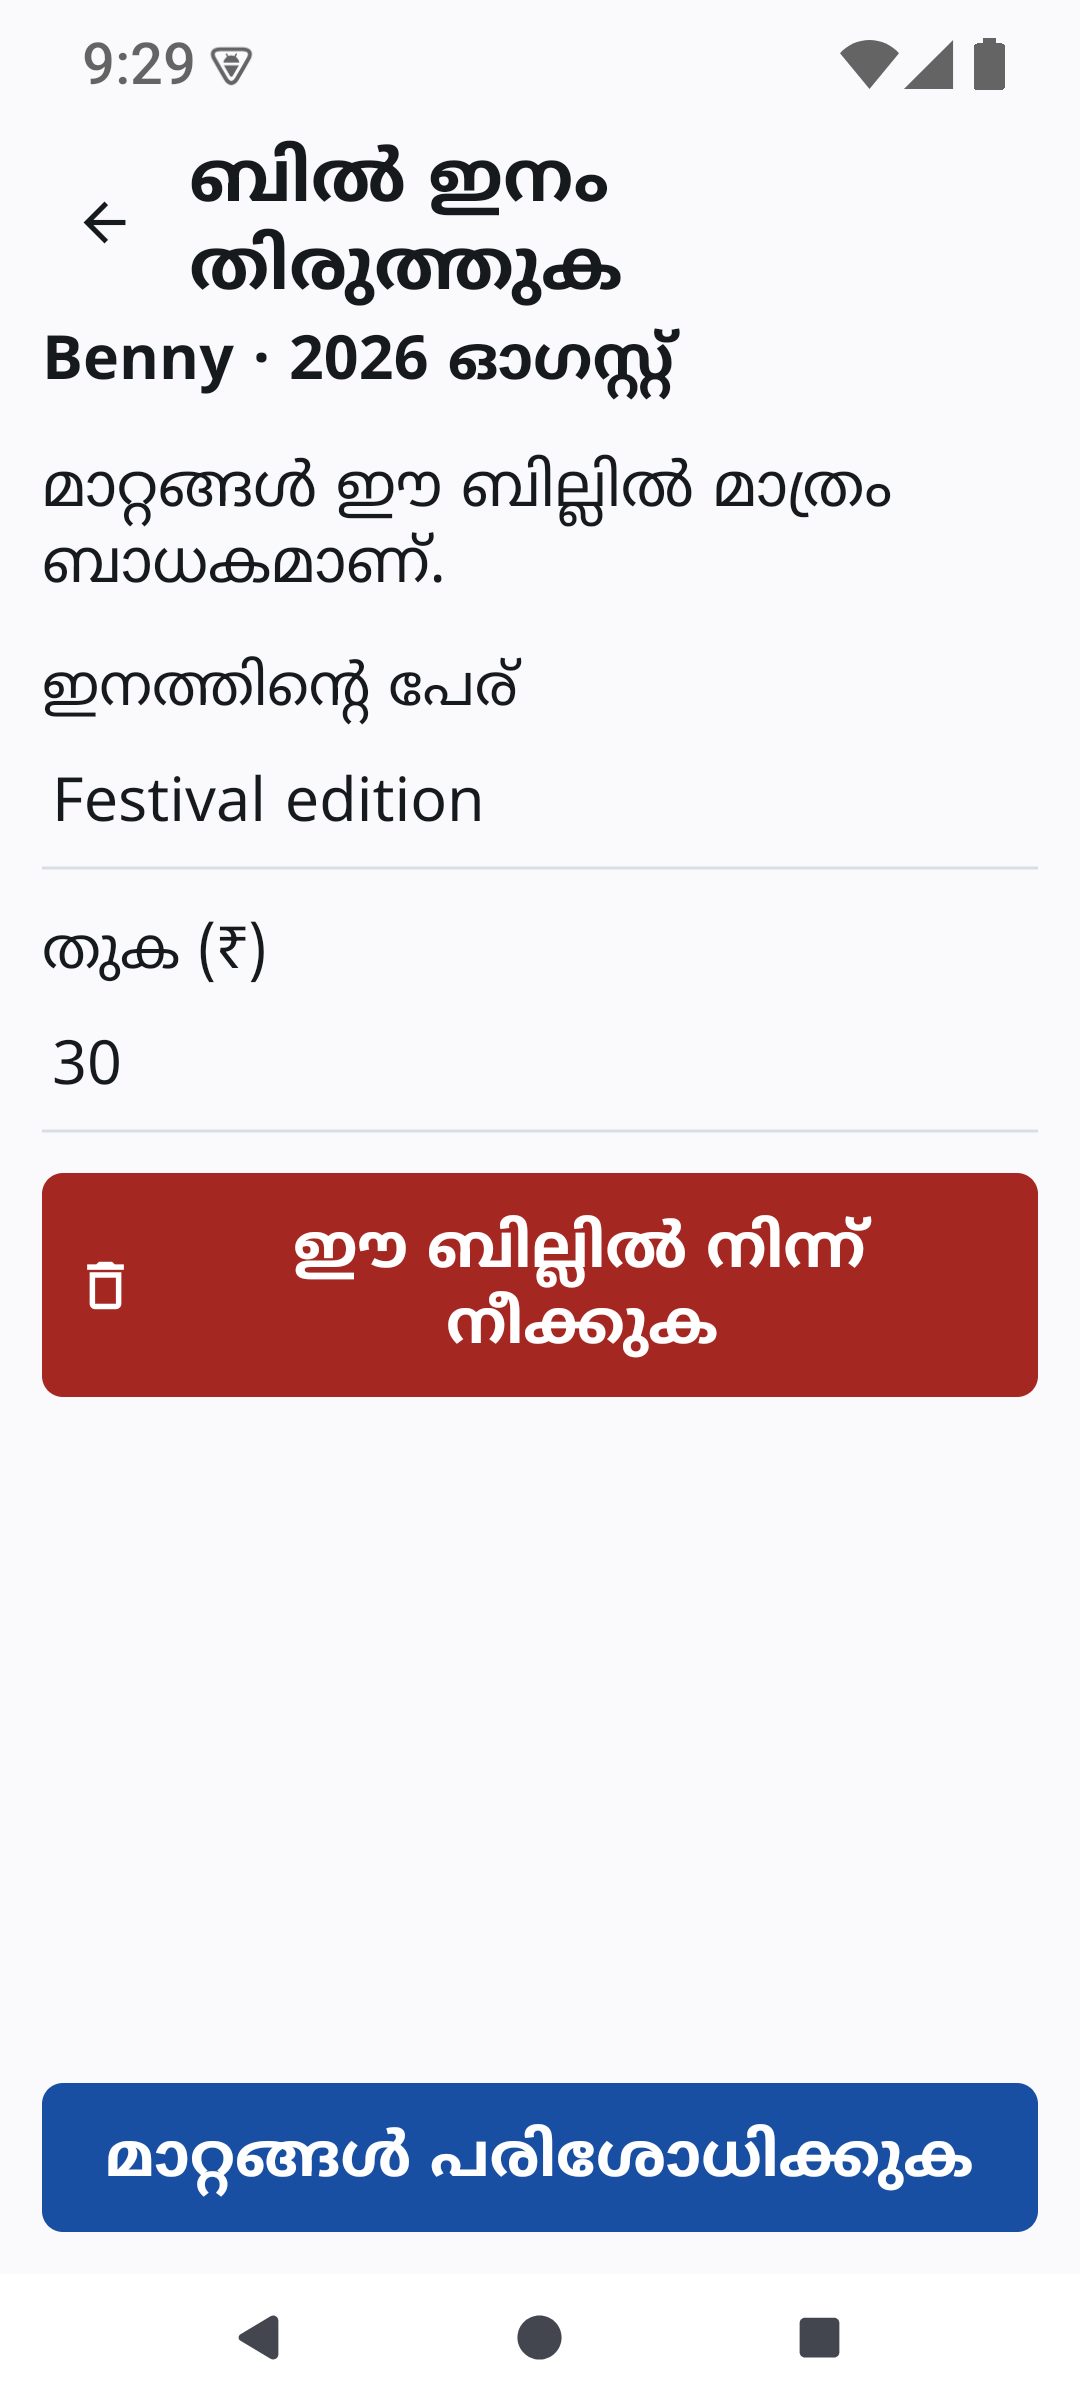 9:29
ബിൽ ഇനം
തിരുത്തുക
Benny · 2026 ഓഗസ്റ്റ്
മാറ്റങ്ങൾ ഈ ബില്ലിൽ മാത്രം
ബാധകമാണ്.
ഇനത്തിന്റെ പേര്
Festival edition
തുക (₹)
30
ഈ ബില്ലിൽ നിന്ന്
നീക്കുക
മാറ്റങ്ങൾ പരിശോധിക്കുക